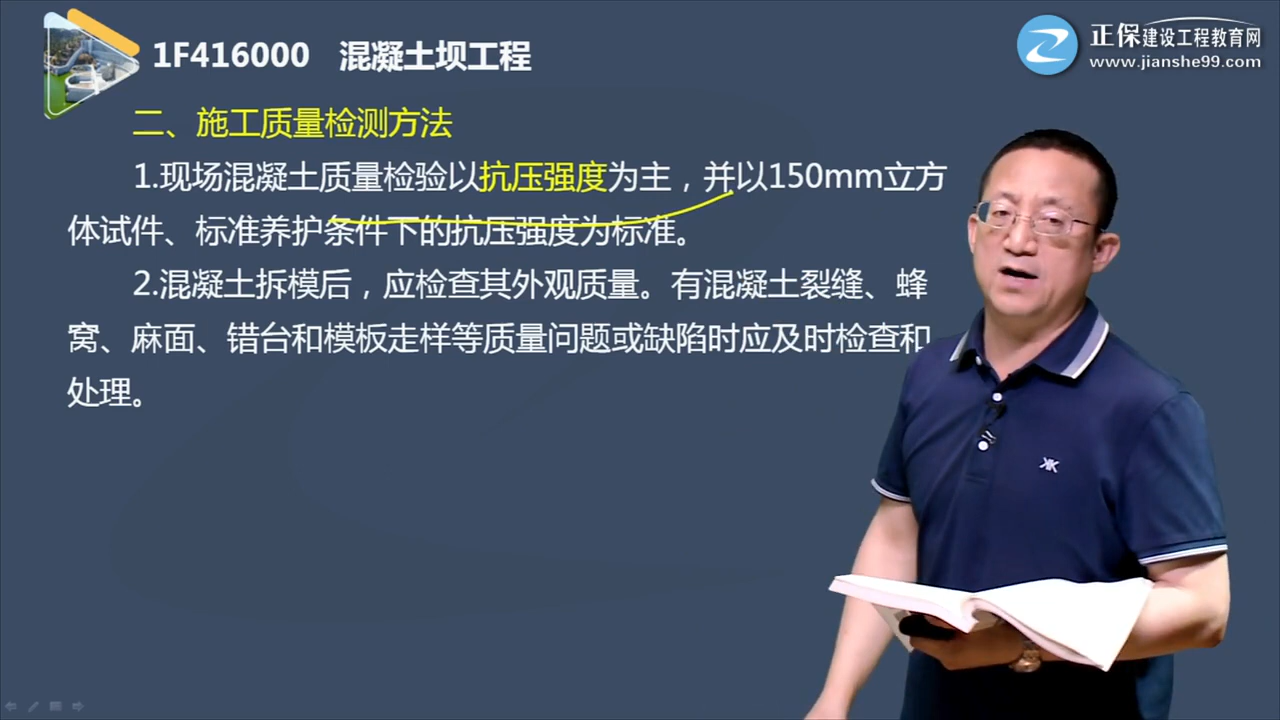 1F416000 混凝土坝工程
正保建设工程教育网
www.jianshe99.com
二、施工质量检测方法
1.现场混凝土质量检验以抗压强度为主，并以150mm立方
体试件、标准养护条件下的抗压强度为标准。
2.混凝土拆模后，应检查其外观质量。有混凝土裂缝、蜂
窝、麻面、错台和模板走样等质量问题或缺陷时应及时检查和
处理。